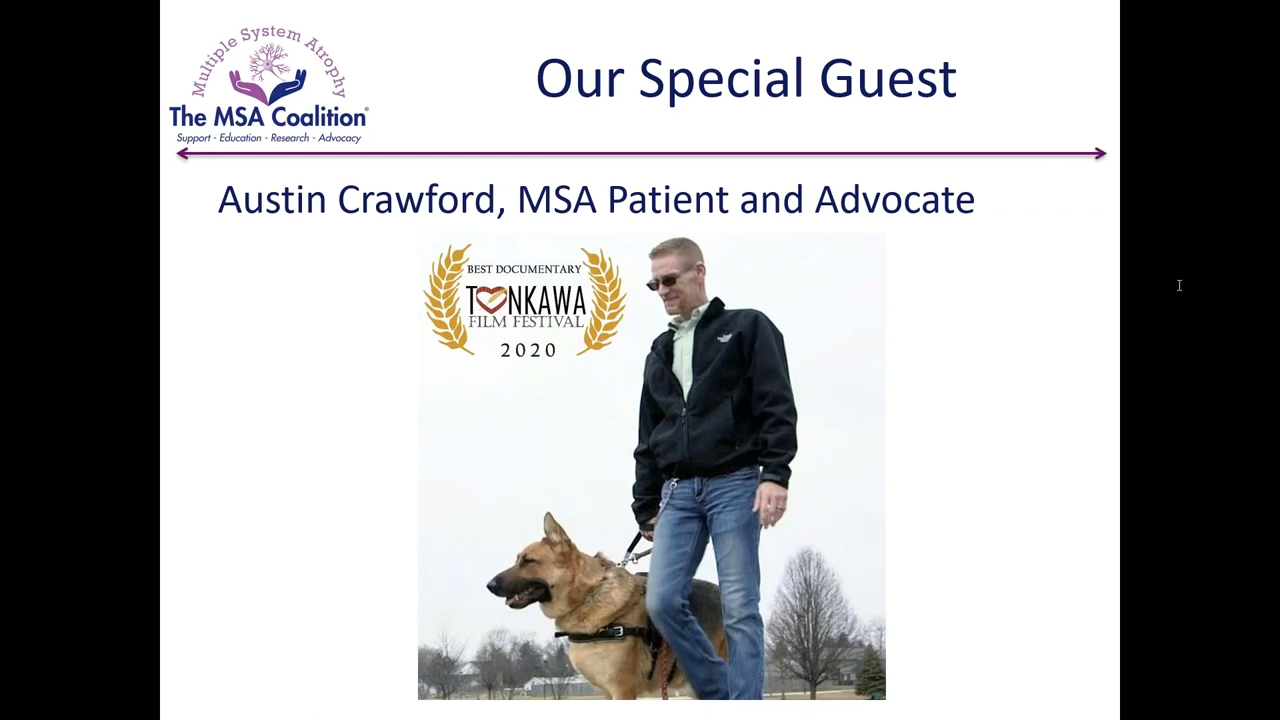 Multiple System Atrophy
The MSA Coalition®
Support - Education - Research - Advocacy
Our Special Guest
Austin Crawford, MSA Patient and Advocate
BEST DOCUMENTARY
TONKAWA
FILM FESTIVAL
2020